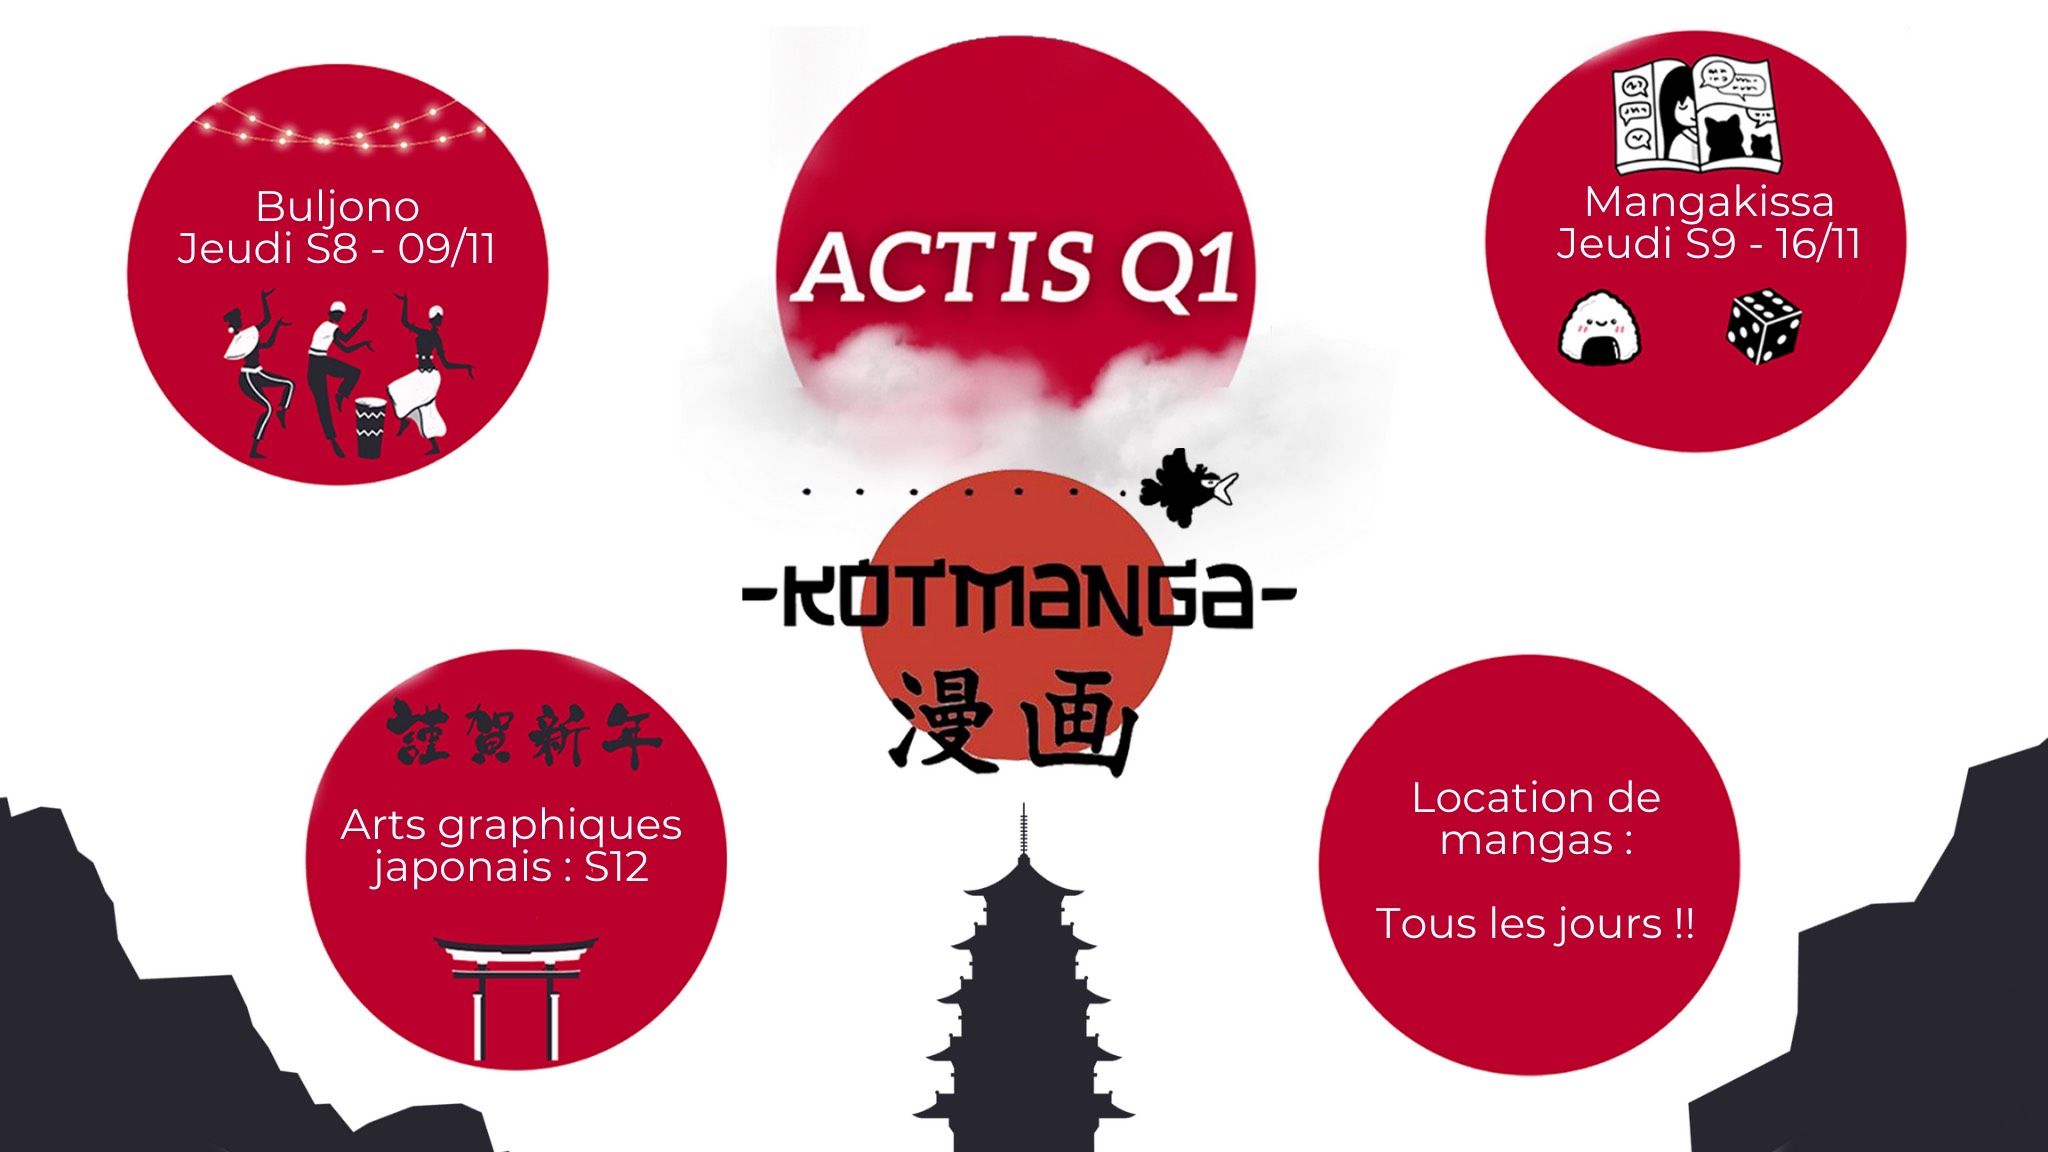 ACTIS Q1
Buljono
Jeudi S8 - 09/11
Mangakissa
Jeudi S9 - 16/11
-KOTMANGA-
漫画
謹賀新年
Arts graphiques
japonais : S12
Location de
mangas :
Tous les jours !!